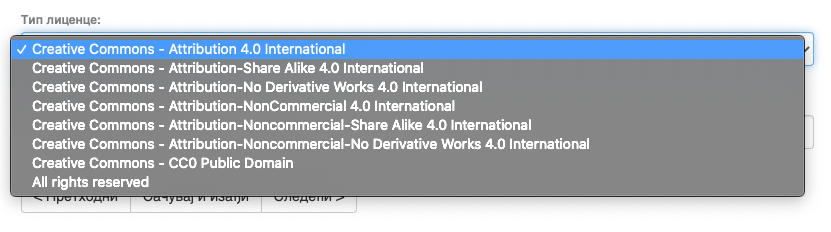 Тип лиценце:
✓ Creative Commons - Attribution 4.0 International
Creative Commons - Attribution-Share Alike 4.0 International
Creative Commons - Attribution-No Derivative Works 4.0 International
Creative Commons - Attribution-NonCommercial 4.0 International
Creative Commons - Attribution-Noncommercial-Share Alike 4.0 International
Creative Commons - Attribution-Noncommercial-No Derivative Works 4.0 International
Creative Commons - CC0 Public Domain
All rights reserved
< Претходни Сачувај и изађи Следећи >